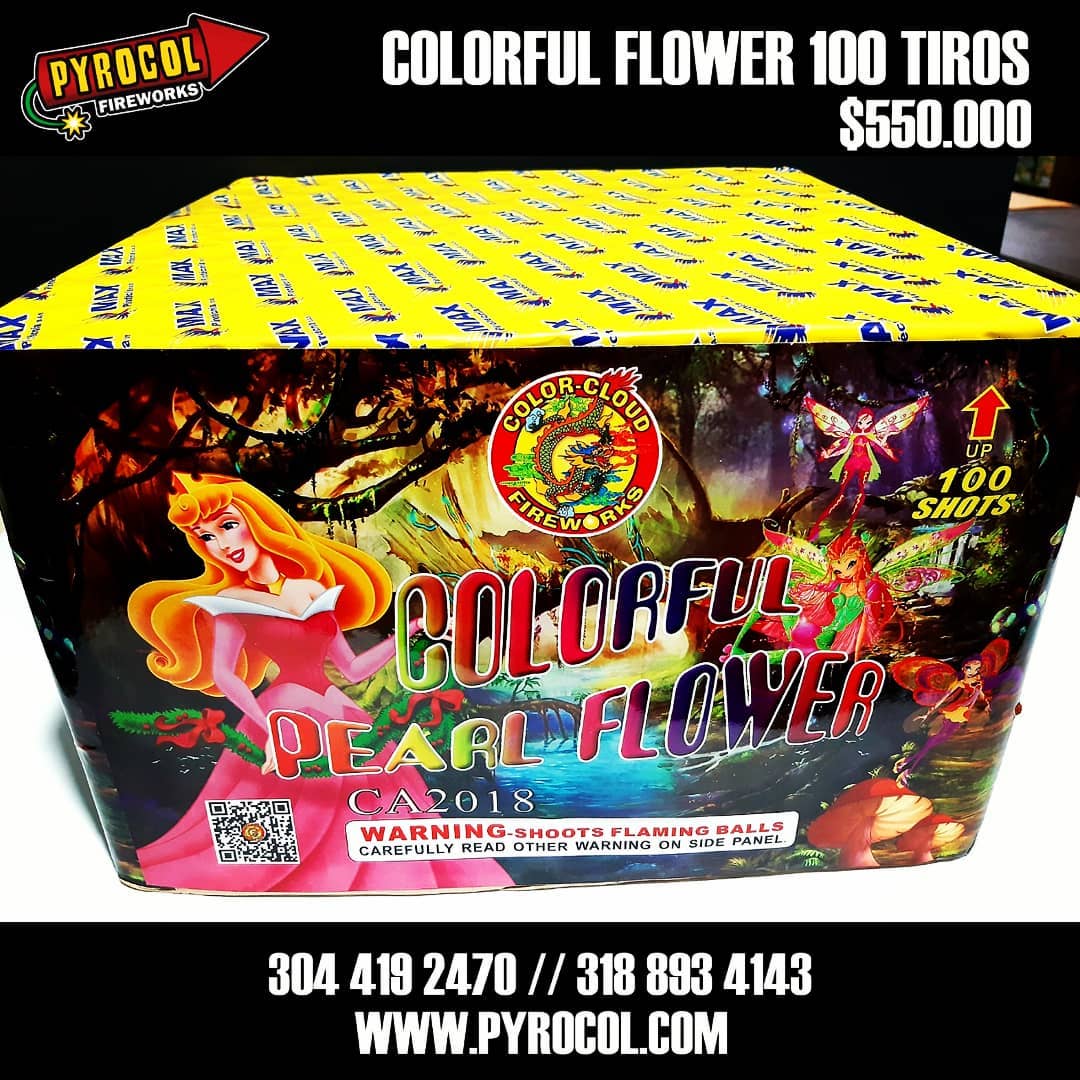 PYROCOL
FIREWORKS
COLORFUL FLOWER 100 TIROS
$550.000
MAX
COLOR-CLOUD
FIREWORKS
UP
100
SHOTS
COLORFUL
PEARL FLOWER
CA2018
WARNING-SHOOTS FLAMING BALLS
CAREFULLY READ OTHER WARNING ON SIDE PANEL.
304 419 2470 // 318 893 4143
WWW.PYROCOL.COM